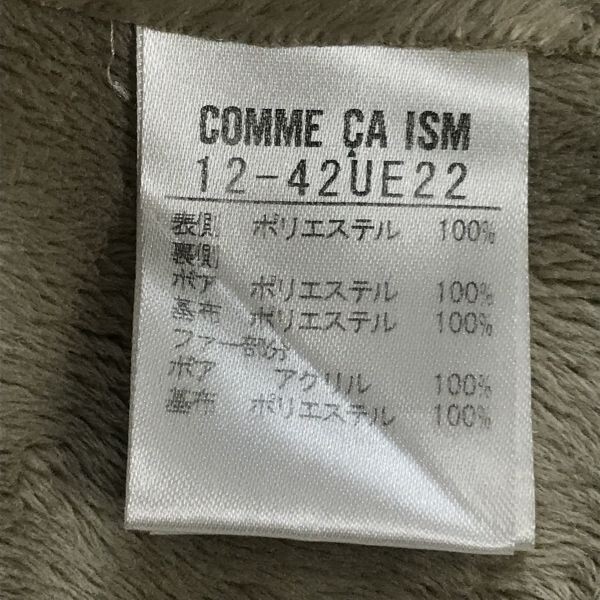 COMME ÇA ISM
12-42UE22
表側 ポリエステル 100%
裏側
ボア ポリエステル 100%
基布 ポリエステル 100%
ファー部分
ボア アクリル 100%
基布 ポリエステル 100%